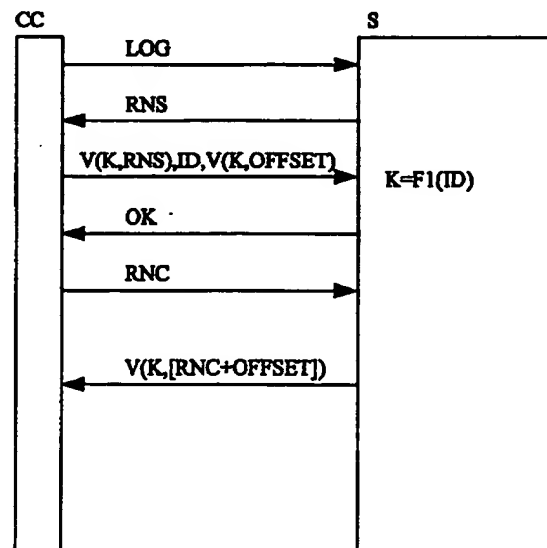 CC
S
LOG
RNS
V(K,RNS),ID,V(K,OFFSET)
K=F1(ID)
OK
RNC
V(K,[RNC+OFFSET])